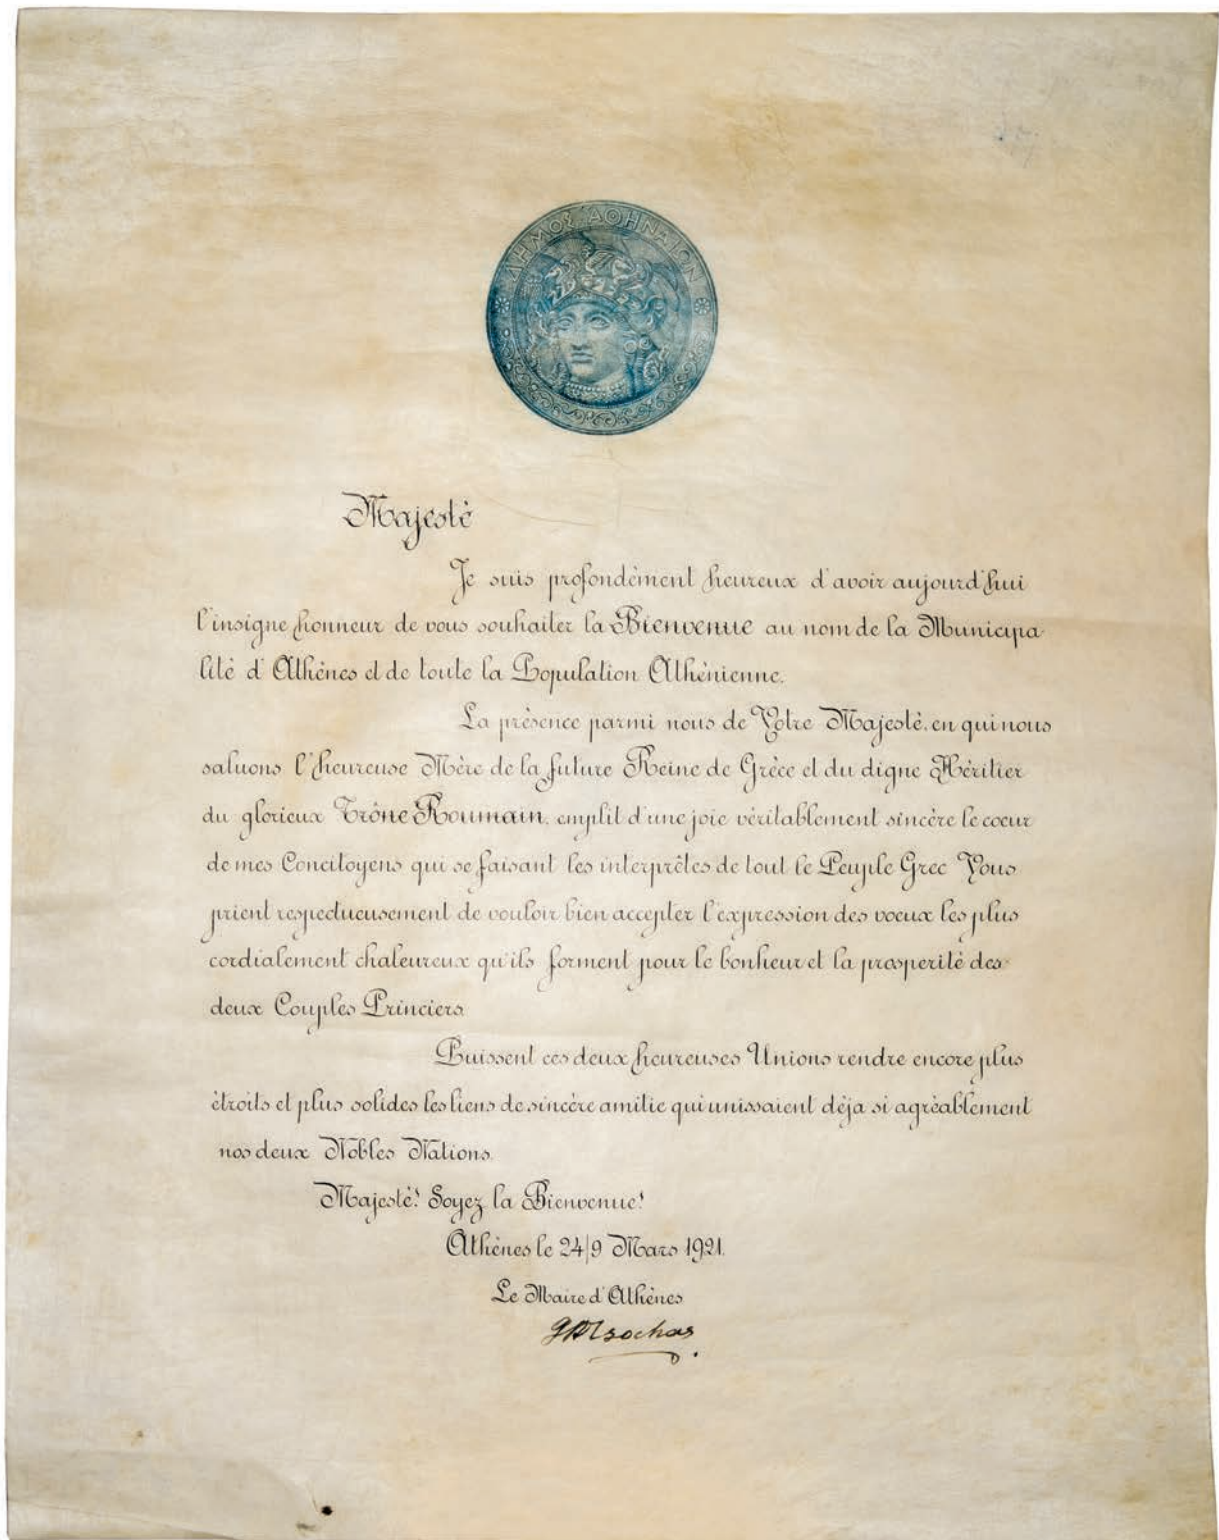 ΔΗΜΟΣ ΑΘΗΝΑΙΩΝ
Majesté
Je suis profondément heureux d'avoir aujourd'hui
l'insigne honneur de vous souhaiter la Bienvenue au nom de la Municipa-
lité d'Athènes et de toute la Population Athénienne.
La présence parmi nous de Votre Majesté, en qui nous
saluons l'heureuse Mère de la future Reine de Grèce et du digne Héritier
du glorieux Trône Roumain, emplit d'une joie véritablement sincère le coeur
de mes Concitoyens qui se faisant les interprètes de tout le Peuple Grec Vous
prient respectueusement de vouloir bien accepter l'expression des voeux les plus
cordialement chaleureux qu'ils forment pour le bonheur et la prosperité des
deux Couples Princiers.
Puissent ces deux heureuses Unions rendre encore plus
étroits et plus solides les liens de sincère amitie qui unissaient déja si agréablement
nos deux Nobles Nations.
Majesté! Soyez la Bienvenue!
Athènes le 24/9 Mars 1921.
Le Maire d'Athènes